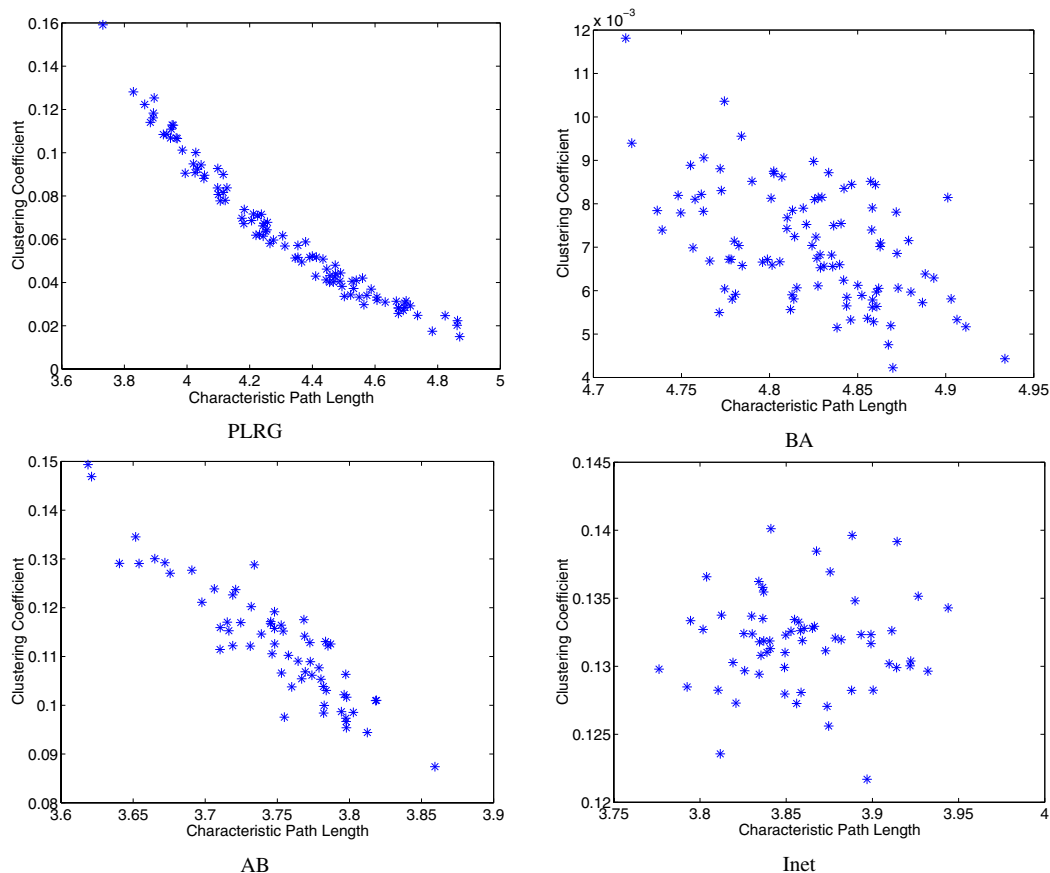 0.16
0.14
0.12
0.1
0.08
0.06
0.04
0.02
0
Clustering Coefficient
3.6 3.8 4 4.2 4.4 4.6 4.8 5
Characteristic Path Length
PLRG
x 10⁻³
12
11
10
9
8
7
6
5
4
Clustering Coefficient
4.7 4.75 4.8 4.85 4.9 4.95
Characteristic Path Length
BA
0.15
0.14
0.13
0.12
0.11
0.1
0.09
0.08
Clustering Coefficient
3.6 3.65 3.7 3.75 3.8 3.85 3.9
Characteristic Path Length
AB
0.145
0.14
0.135
0.13
0.125
0.12
Clustering Coefficient
3.75 3.8 3.85 3.9 3.95 4
Characteristic Path Length
Inet